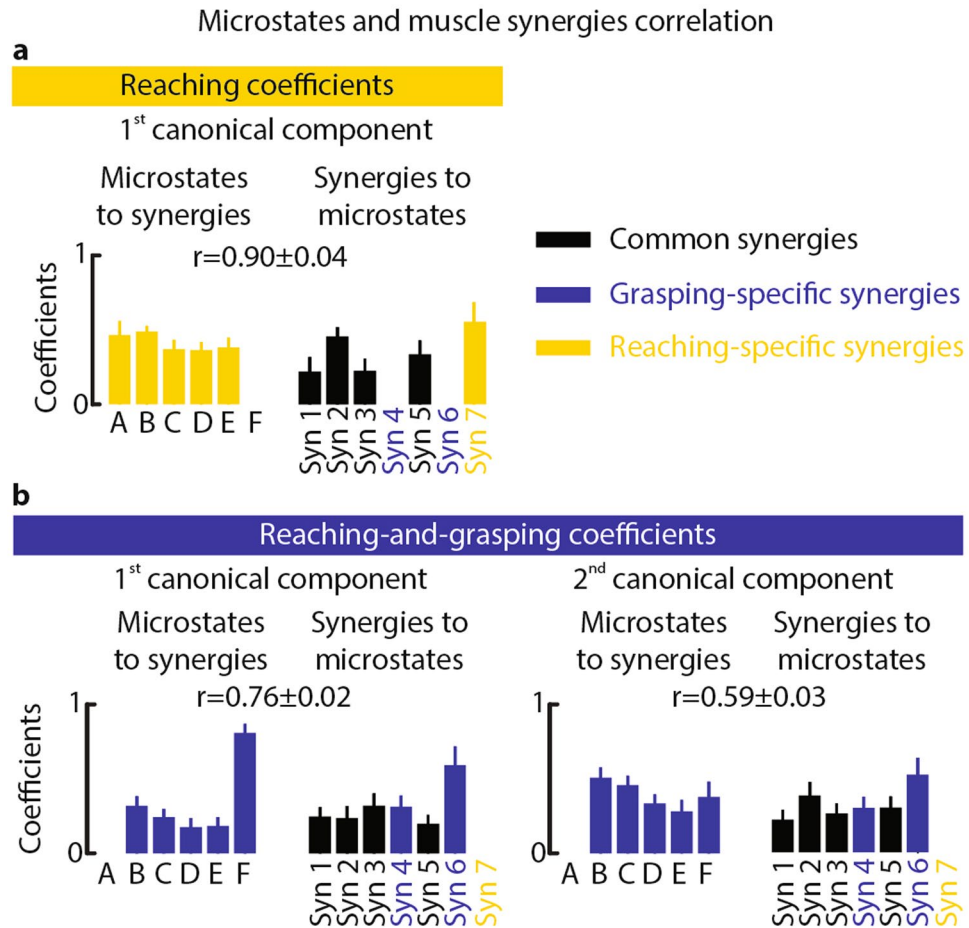 Microstates and muscle synergies correlation
a
Reaching coefficients
1st canonical component
Microstates
to synergies
Synergies to
microstates
r=0.90±0.04
1
Coefficients
0
A B C D E F
Syn 1
Syn 2
Syn 3
Syn 4
Syn 5
Syn 6
Syn 7
Common synergies
Grasping-specific synergies
Reaching-specific synergies
b
Reaching-and-grasping coefficients
1st canonical component
Microstates
to synergies
Synergies to
microstates
r=0.76±0.02
1
Coefficients
0
A B C D E F
Syn 1
Syn 2
Syn 3
Syn 4
Syn 5
Syn 6
Syn 7
2nd canonical component
Microstates
to synergies
Synergies to
microstates
r=0.59±0.03
1
0
A B C D E F
Syn 1
Syn 2
Syn 3
Syn 4
Syn 5
Syn 6
Syn 7